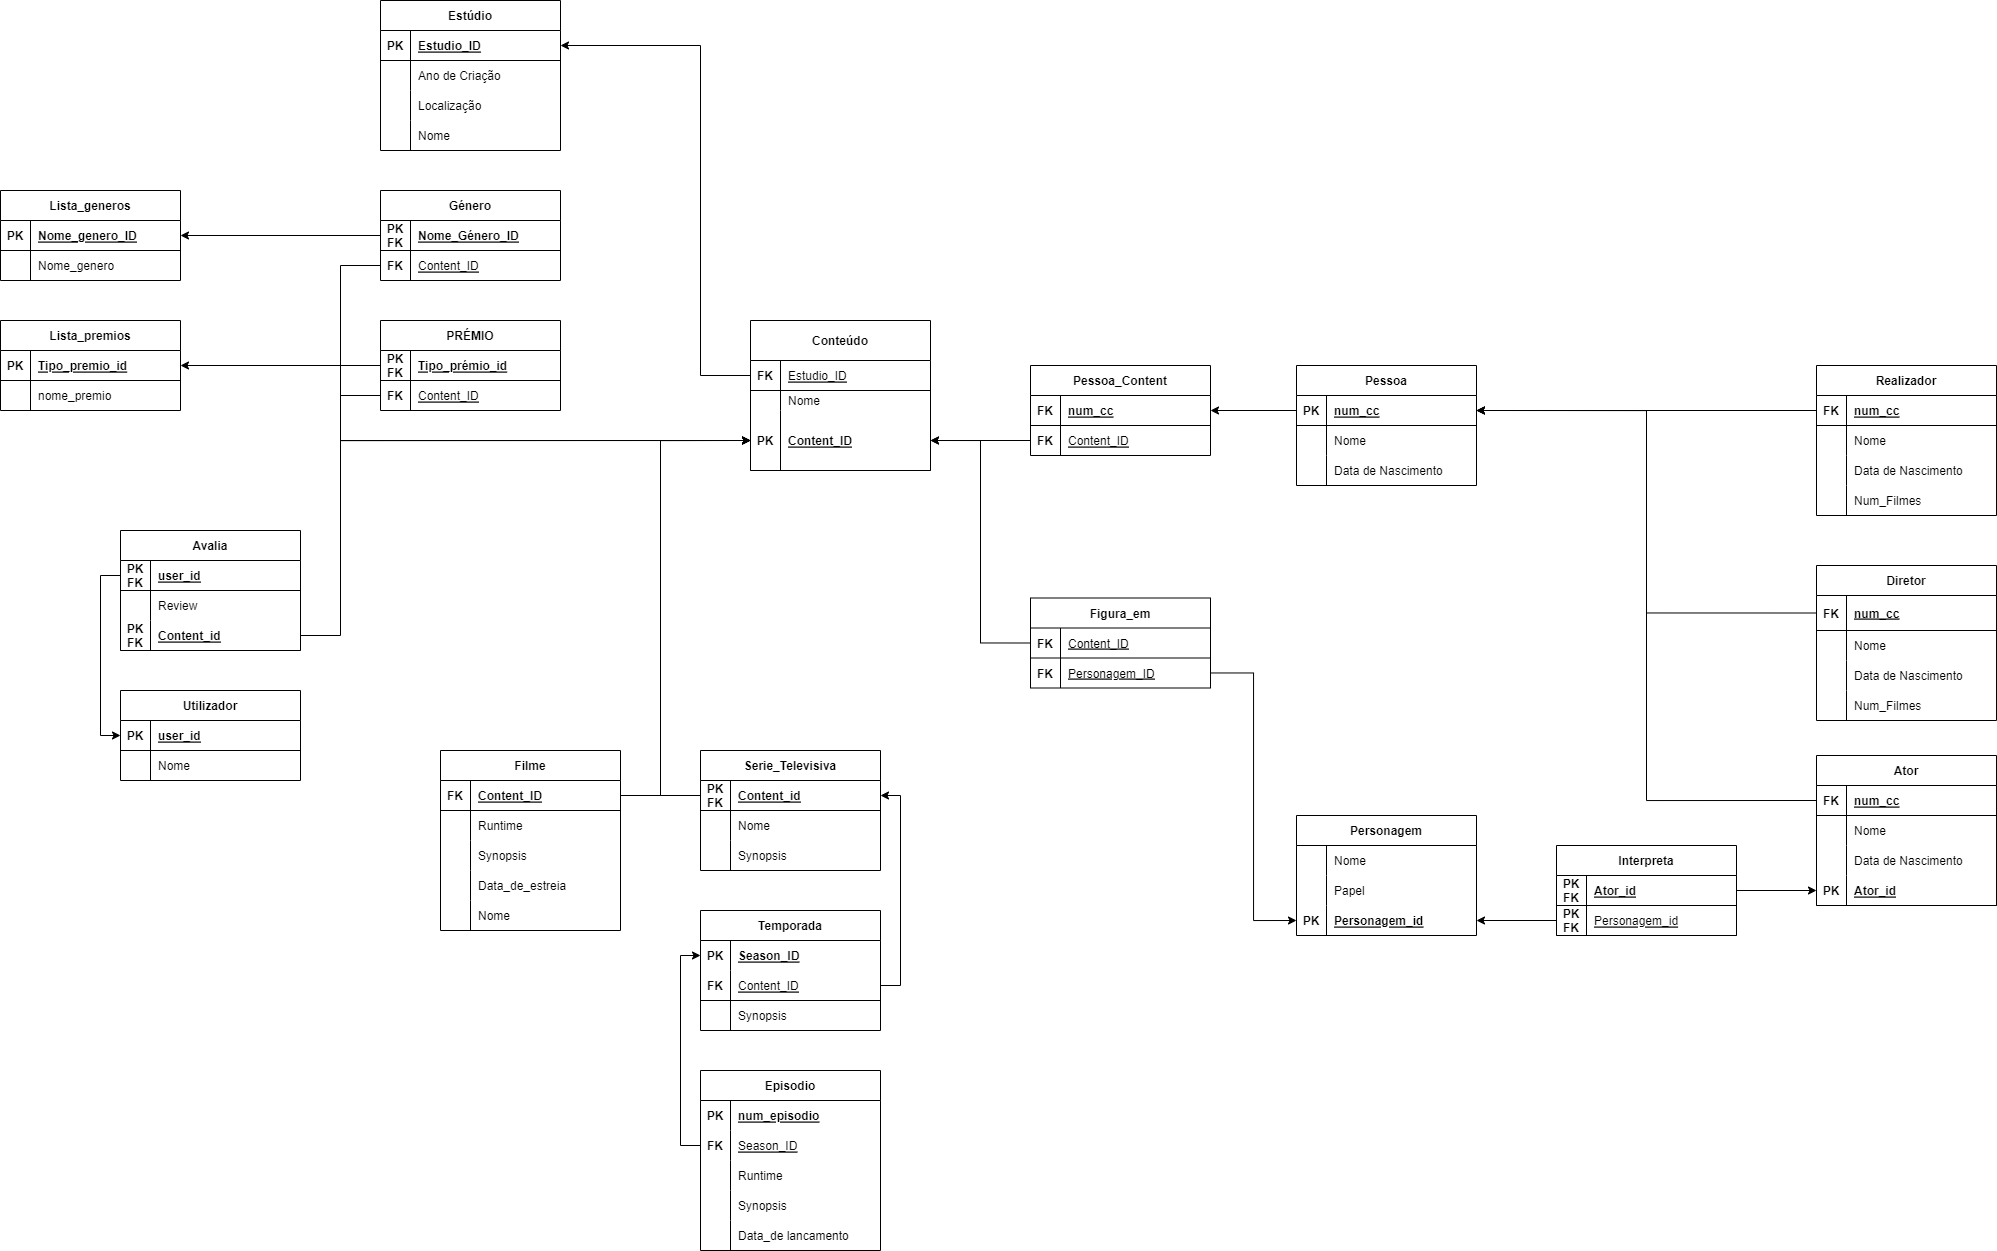 Estúdio
PK Estudio_ID
Ano de Criação
Localização
Nome
Lista_generos
PK Nome_genero_ID
Nome_genero
Género
PK
FK Nome_Género_ID
FK Content_ID
Lista_premios
PK Tipo_premio_id
nome_premio
PRÉMIO
PK
FK Tipo_prémio_id
FK Content_ID
Conteúdo
FK Estudio_ID
Nome
PK Content_ID
Pessoa_Content
FK num_cc
FK Content_ID
Pessoa
PK num_cc
Nome
Data de Nascimento
Realizador
FK num_cc
Nome
Data de Nascimento
Num_Filmes
Avalia
PK
FK user_id
Review
PK
FK Content_id
Utilizador
PK user_id
Nome
Figura_em
FK Content_ID
FK Personagem_ID
Diretor
FK num_cc
Nome
Data de Nascimento
Num_Filmes
Filme
FK Content_ID
Runtime
Synopsis
Data_de_estreia
Nome
Serie_Televisiva
PK
FK Content_id
Nome
Synopsis
Temporada
PK Season_ID
FK Content_ID
Synopsis
Episodio
PK num_episodio
FK Season_ID
Runtime
Synopsis
Data_de lancamento
Personagem
Nome
Papel
PK Personagem_id
Interpreta
PK
FK Ator_id
PK
FK Personagem_id
Ator
FK num_cc
Nome
Data de Nascimento
PK Ator_id